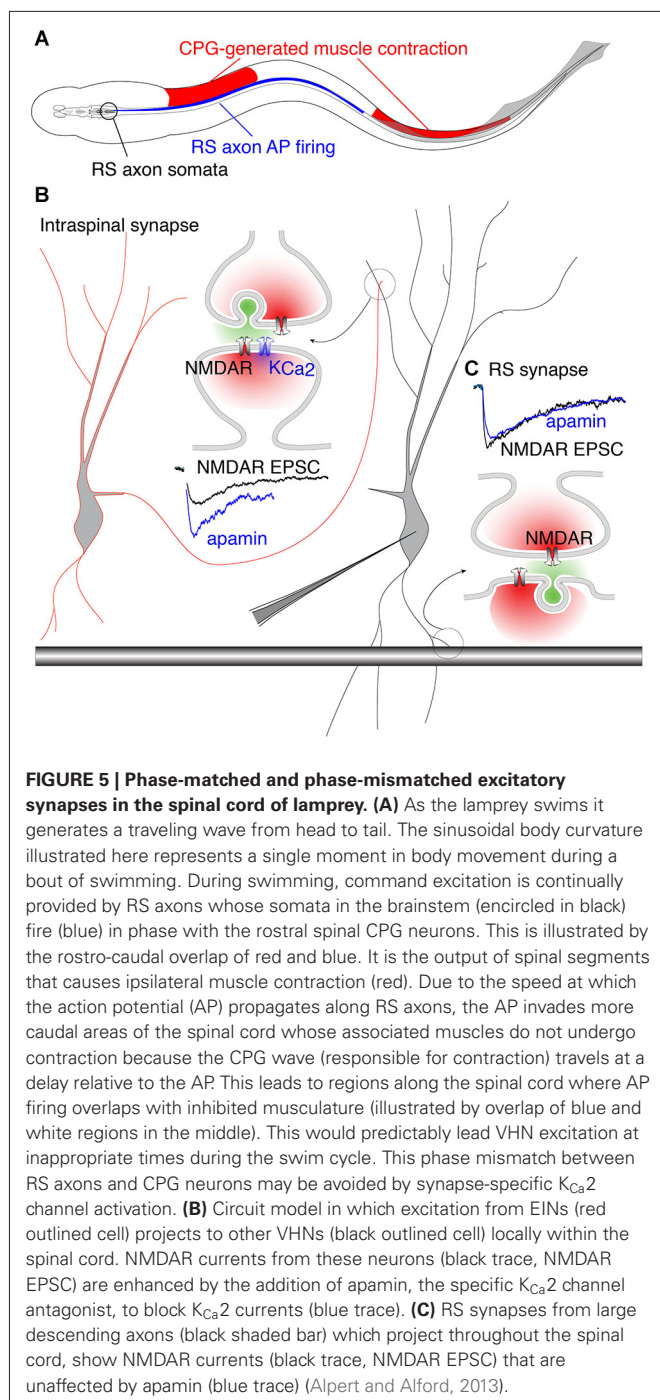 A
CPG-generated muscle contraction
RS axon AP firing
RS axon somata
B
Intraspinal synapse
NMDAR
KCa2
NMDAR EPSC
apamin
C RS synapse
apamin
NMDAR EPSC
NMDAR
FIGURE 5 | Phase-matched and phase-mismatched excitatory
synapses in the spinal cord of lamprey. (A) As the lamprey swims it
generates a traveling wave from head to tail. The sinusoidal body curvature
illustrated here represents a single moment in body movement during a
bout of swimming. During swimming, command excitation is continually
provided by RS axons whose somata in the brainstem (encircled in black)
fire (blue) in phase with the rostral spinal CPG neurons. This is illustrated by
the rostro-caudal overlap of red and blue. It is the output of spinal segments
that causes ipsilateral muscle contraction (red). Due to the speed at which
the action potential (AP) propagates along RS axons, the AP invades more
caudal areas of the spinal cord whose associated muscles do not undergo
contraction because the CPG wave (responsible for contraction) travels at a
delay relative to the AP. This leads to regions along the spinal cord where AP
firing overlaps with inhibited musculature (illustrated by overlap of blue and
white regions in the middle). This would predictably lead VHN excitation at
inappropriate times during the swim cycle. This phase mismatch between
RS axons and CPG neurons may be avoided by synapse-specific KCa2
channel activation. (B) Circuit model in which excitation from EINs (red
outlined cell) projects to other VHNs (black outlined cell) locally within the
spinal cord. NMDAR currents from these neurons (black trace, NMDAR
EPSC) are enhanced by the addition of apamin, the specific KCa2 channel
antagonist, to block KCa2 currents (blue trace). (C) RS synapses from large
descending axons (black shaded bar) which project throughout the spinal
cord, show NMDAR currents (black trace, NMDAR EPSC) that are
unaffected by apamin (blue trace) (Alpert and Alford, 2013).